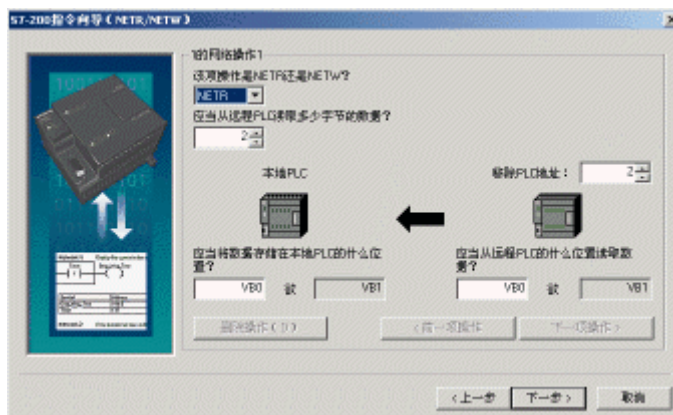 S7-200指令向导(NETR/NETW)
1的网络操作1
该项操作是NETR还是NETW?
NETR
应当从远程PLC读取多少字节的数据?
2
本地PLC
移除PLC地址: 2
应当将数据存储在本地PLC的什么位
置?
应当从远程PLC的什么位置读取数
据?
VB0 VB1
VB0 VB1
删除操作(D)
<前一项操作 下一项操作>
<上一步 下一步> 取消